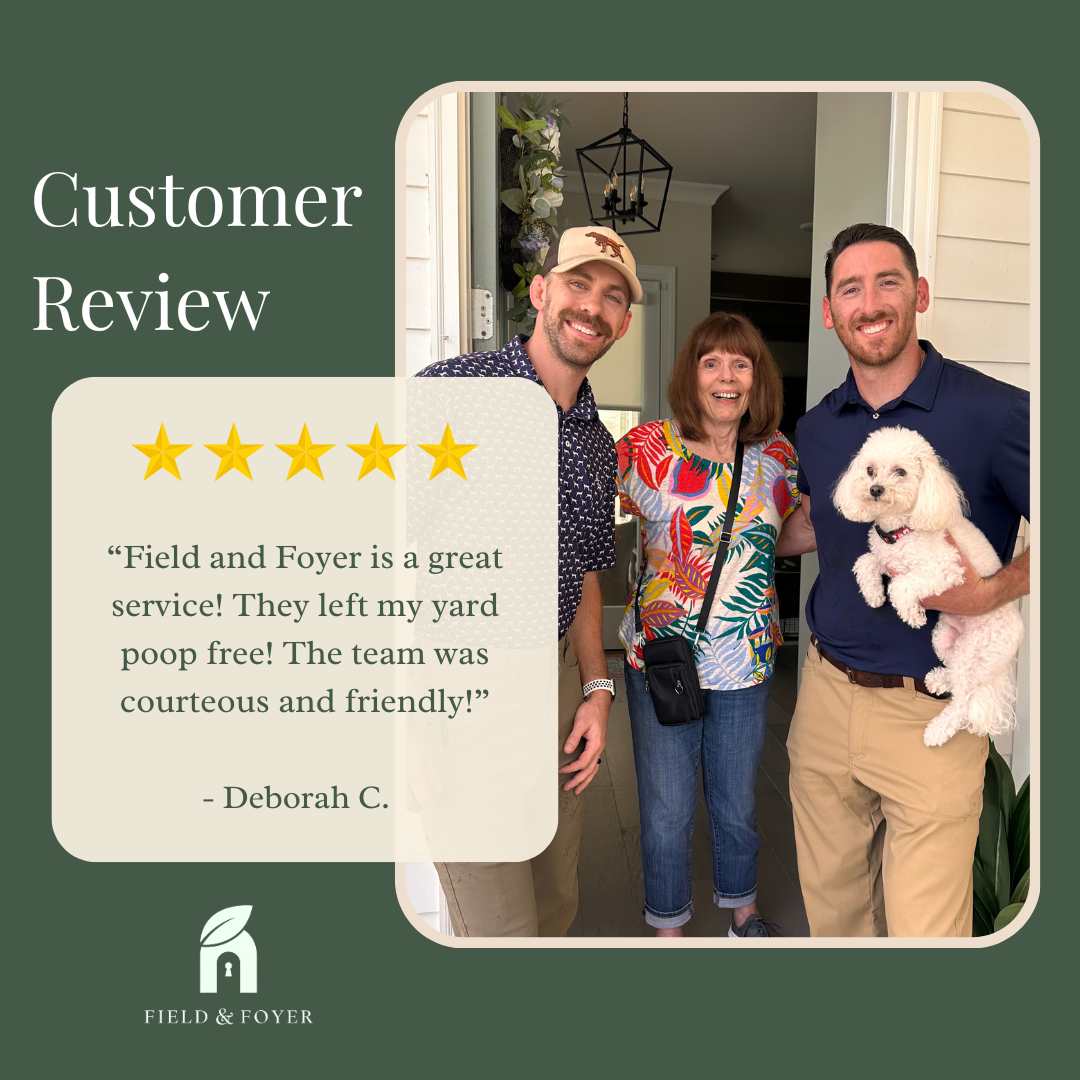 Customer
Review
“Field and Foyer is a great
service! They left my yard
poop free! The team was
courteous and friendly!”
- Deborah C.
FIELD & FOYER